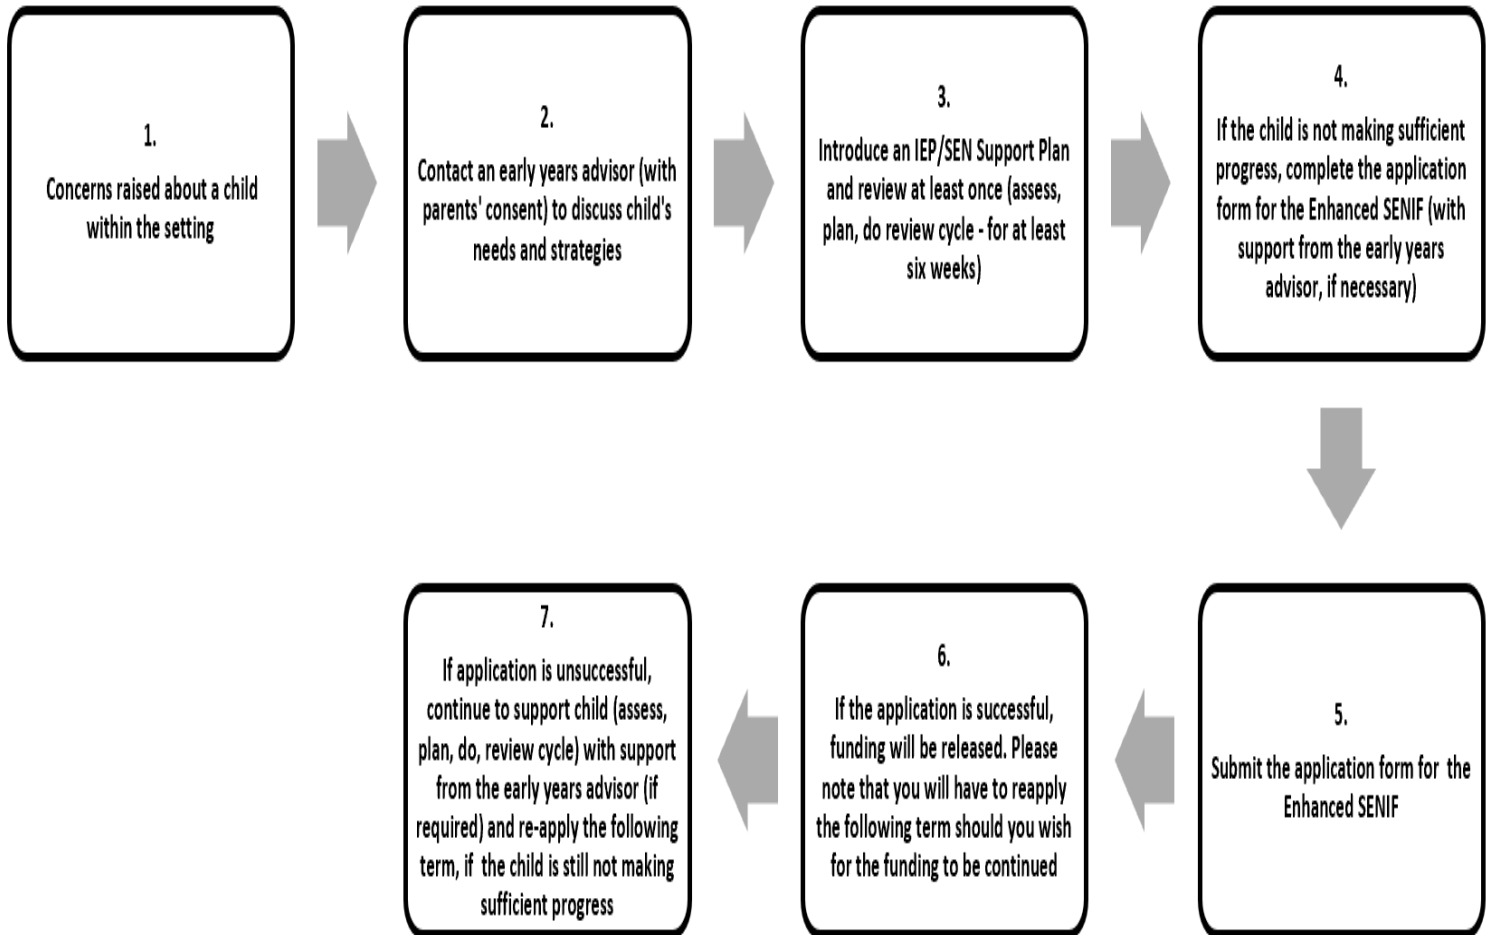 1.
Concerns raised about a child
within the setting
2.
Contact an early years advisor (with
parents' consent) to discuss child's
needs and strategies
3.
Introduce an IEP/SEN Support Plan
and review at least once (assess,
plan, do review cycle - for at least
six weeks)
4.
If the child is not making sufficient
progress, complete the application
form for the Enhanced SENIF (with
support from the early years
advisor, if necessary)
5.
Submit the application form for  the
Enhanced SENIF
6.
If the application is successful,
funding will be released. Please
note that you will have to reapply
the following term should you wish
for the funding to be continued
7.
If application is unsuccessful,
continue to support child (assess,
plan, do, review cycle) with support
from the early years advisor (if
required) and re-apply the following
term, if  the child is still not making
sufficient progress